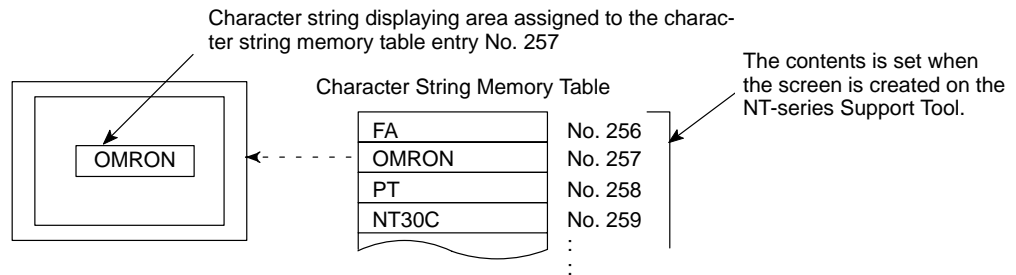 Character string displaying area assigned to the charac-
ter string memory table entry No. 257
The contents is set when
the screen is created on the
NT-series Support Tool.
Character String Memory Table
FA No. 256
OMRON OMRON No. 257
PT No. 258
NT30C No. 259
:
: